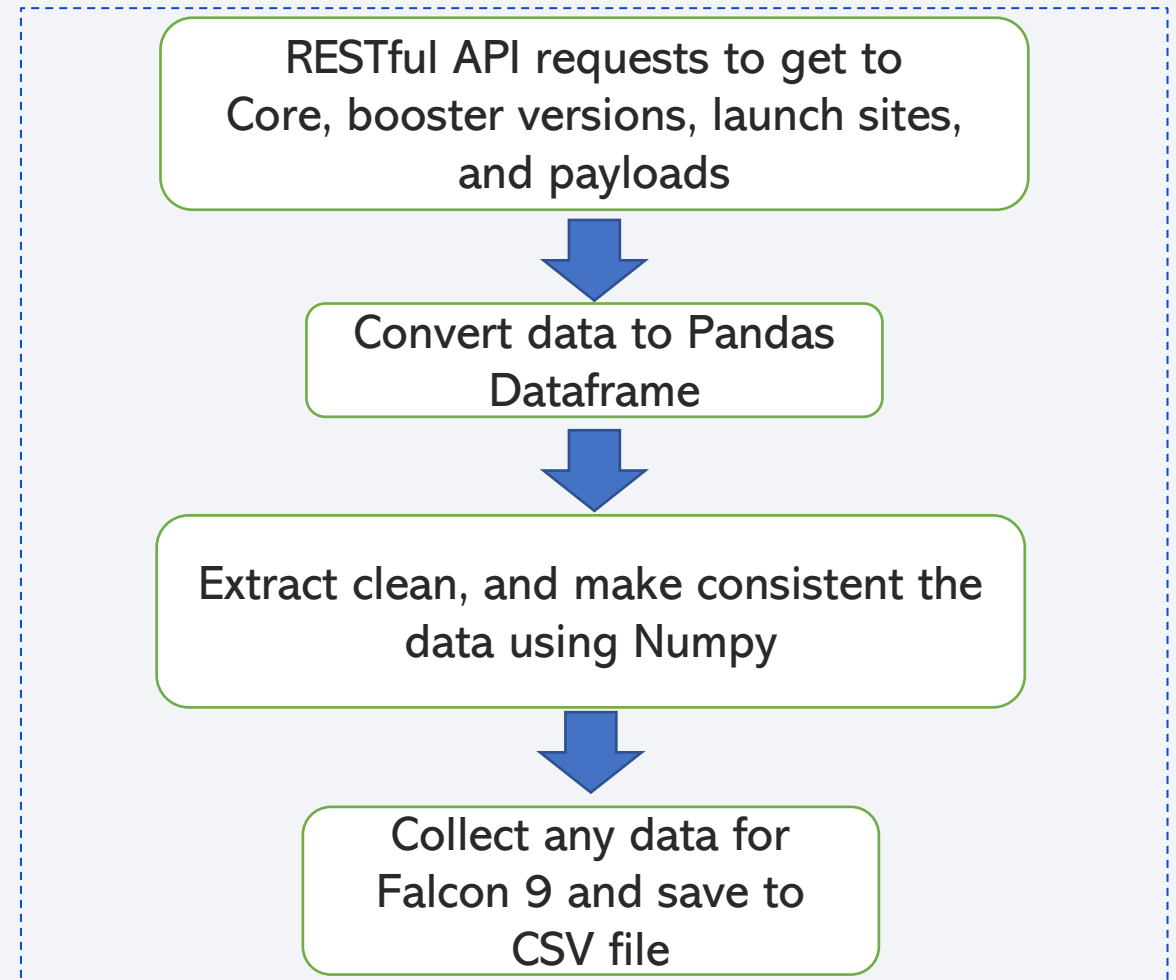 RESTful API requests to get to
Core, booster versions, launch sites,
and payloads
Convert data to Pandas
Dataframe
Extract clean, and make consistent the
data using Numpy
Collect any data for
Falcon 9 and save to
CSV file